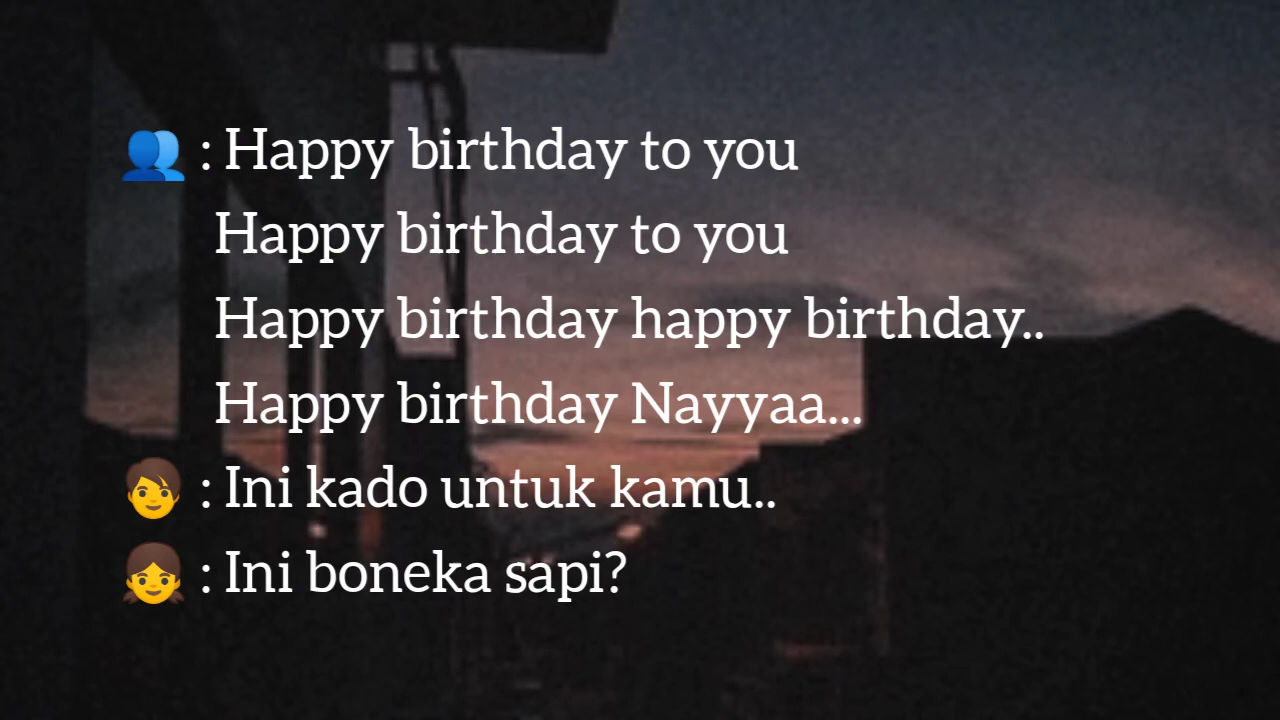 👥 : Happy birthday to you
Happy birthday to you
Happy birthday happy birthday..
Happy birthday Nayyaa...
🧒 : Ini kado untuk kamu..
👧 : Ini boneka sapi?